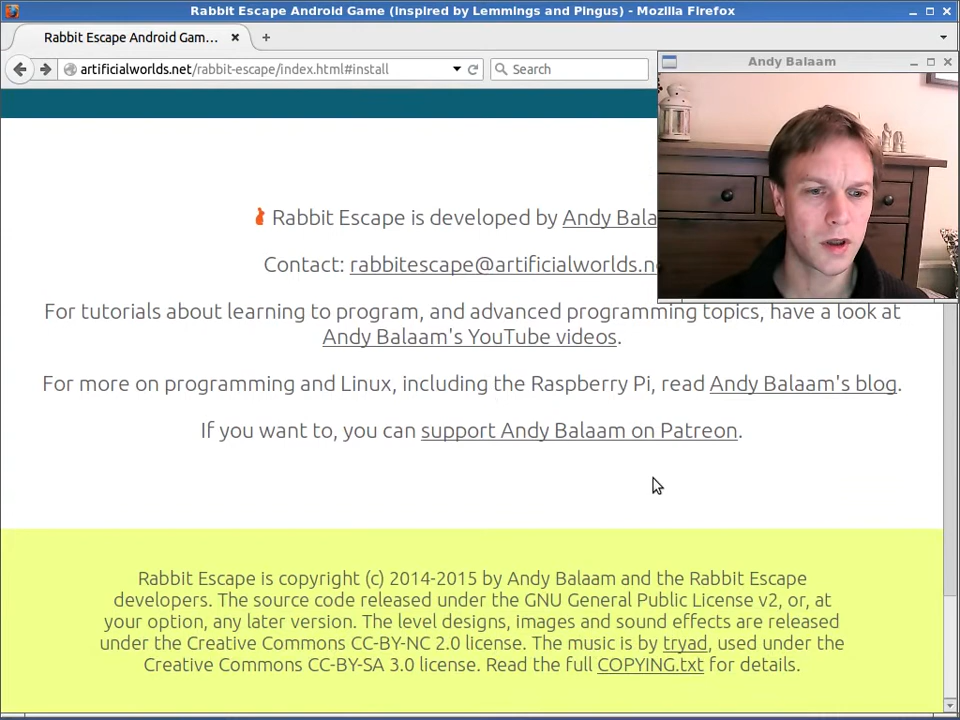 Rabbit Escape Android Game (inspired by Lemmings and Pingus) - Mozilla Firefox
Rabbit Escape Android Gam...
artificialworlds.net/rabbit-escape/index.html#install
Search
Andy Balaam
Rabbit Escape is developed by Andy Bala
Contact: rabbitescape@artificialworlds.n
For tutorials about learning to program, and advanced programming topics, have a look at
Andy Balaam's YouTube videos.
For more on programming and Linux, including the Raspberry Pi, read Andy Balaam's blog.
If you want to, you can support Andy Balaam on Patreon.
Rabbit Escape is copyright (c) 2014-2015 by Andy Balaam and the Rabbit Escape
developers. The source code released under the GNU General Public License v2, or, at
your option, any later version. The level designs, images and sound effects are released
under the Creative Commons CC-BY-NC 2.0 license. The music is by tryad, used under the
Creative Commons CC-BY-SA 3.0 license. Read the full COPYING.txt for details.